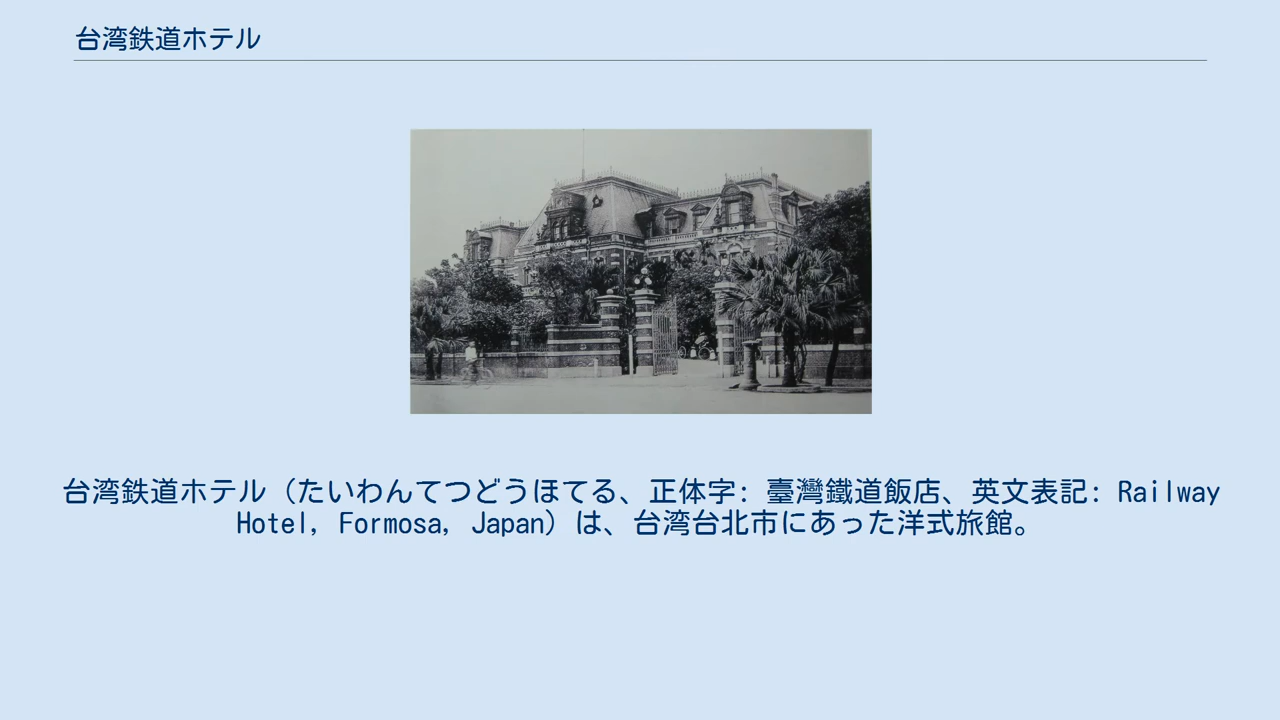 台湾鉄道ホテル
台湾鉄道ホテル（たいわんてつどうほてる、正体字: 臺灣鐵道飯店、英文表記: Railway
Hotel, Formosa, Japan）は、台湾台北市にあった洋式旅館。